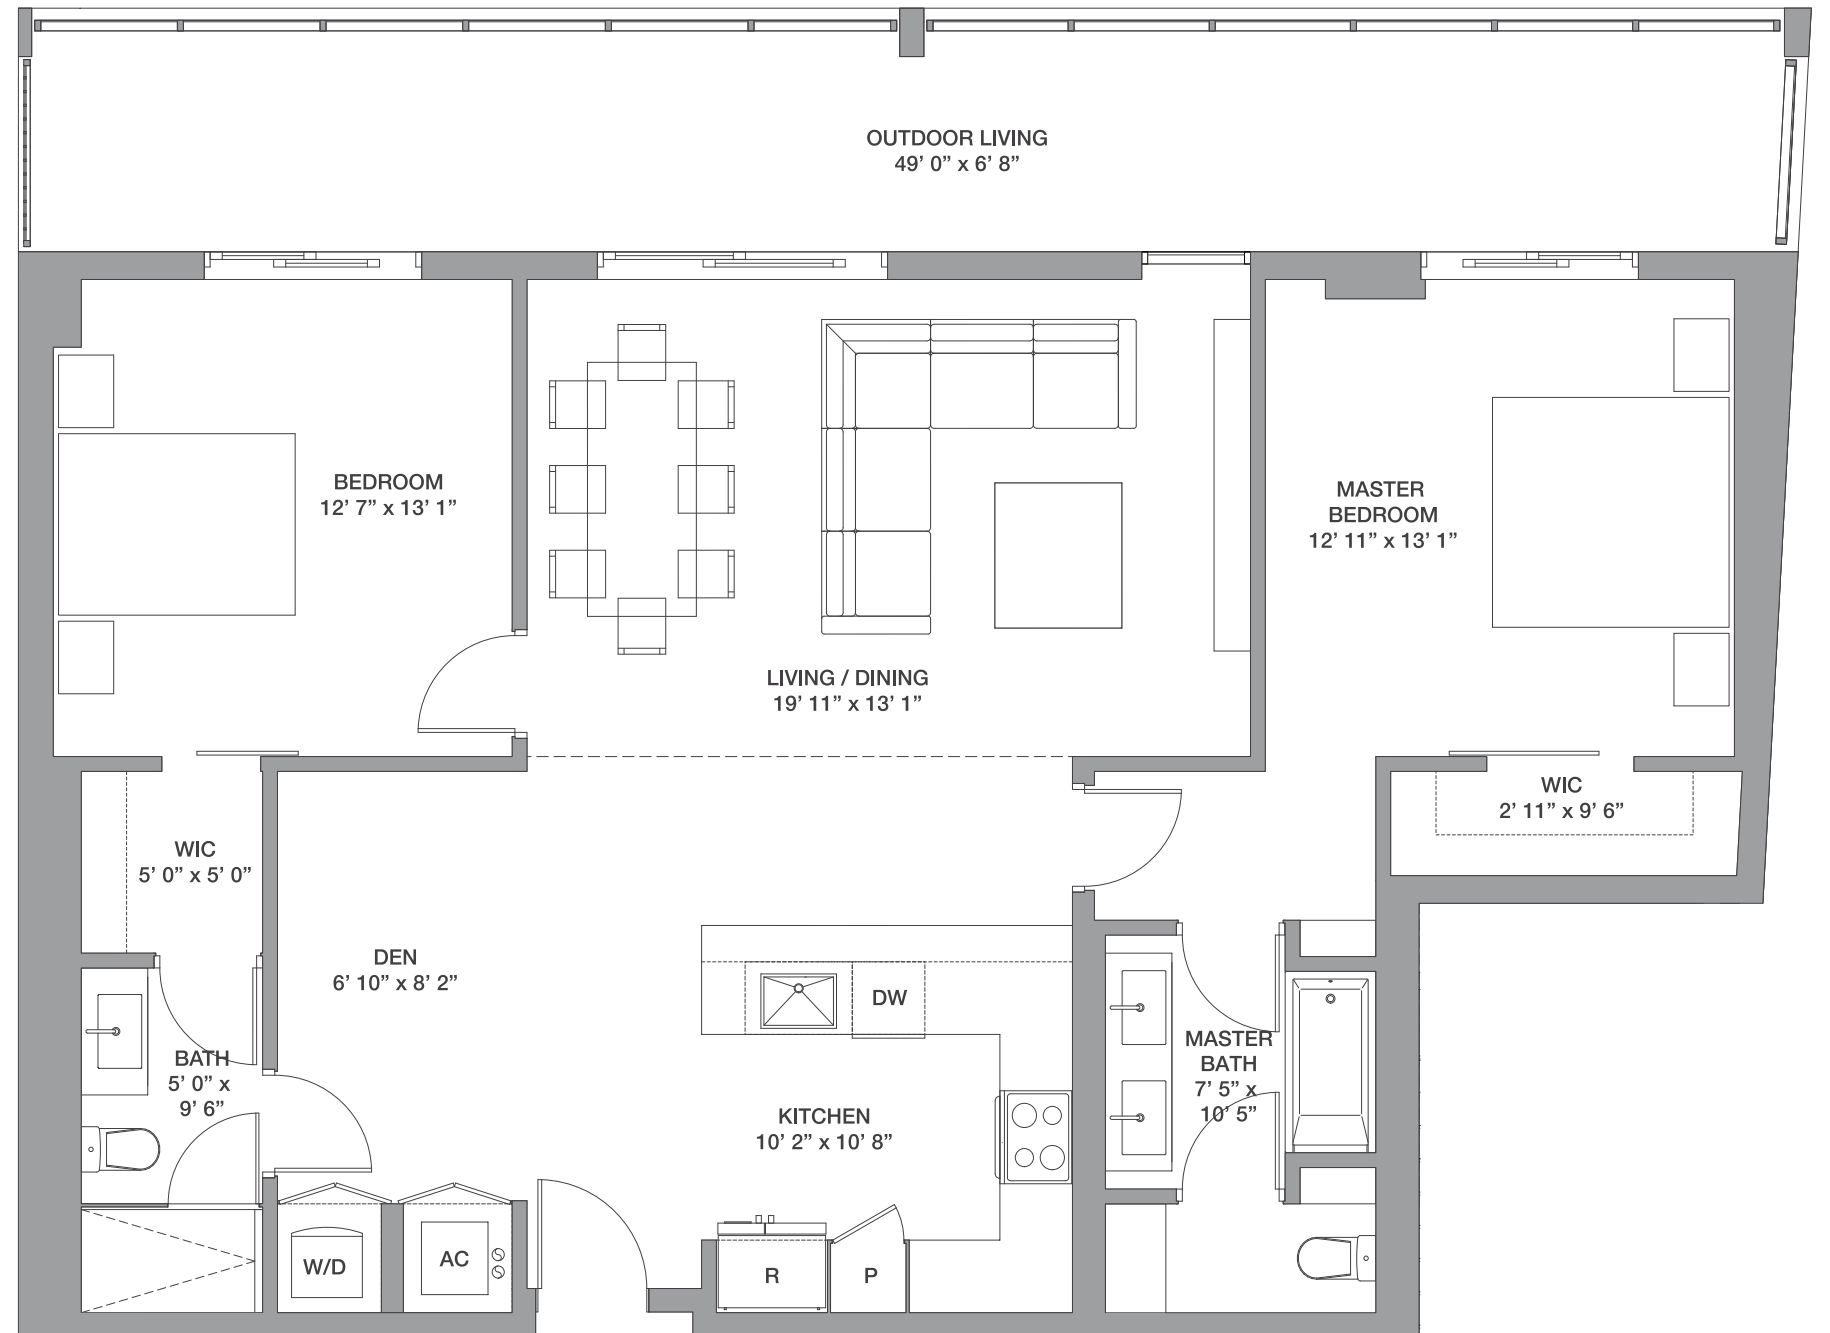 OUTDOOR LIVING
49’ 0” x 6’ 8”
BEDROOM
12’ 7” x 13’ 1”
MASTER
BEDROOM
12’ 11” x 13’ 1”
LIVING / DINING
19’ 11” x 13’ 1”
WIC
2’ 11” x 9’ 6”
WIC
5’ 0” x 5’ 0”
DEN
6’ 10” x 8’ 2”
DW
BATH
5’ 0” x
9’ 6”
MASTER
BATH
7’ 5” x
10’ 5”
KITCHEN
10’ 2” x 10’ 8”
W/D
AC
R
P